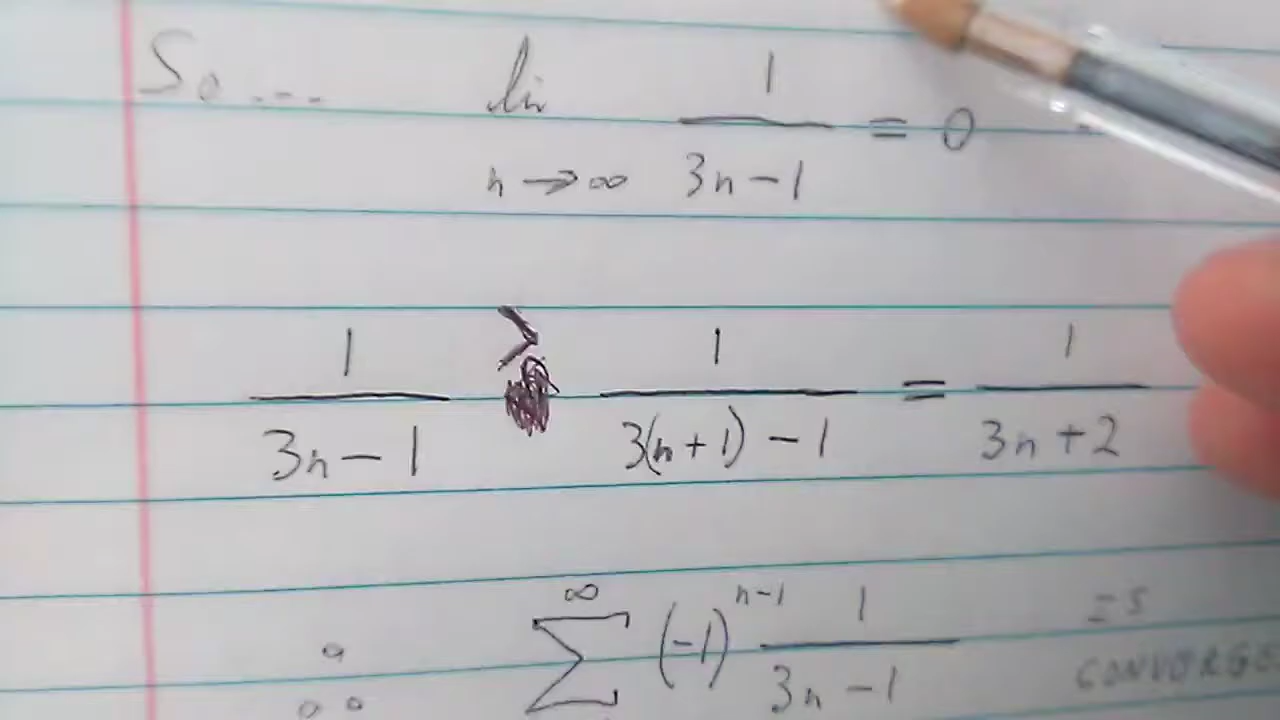 So... lim n→∞ 1/(3n-1) = 0
1/(3n-1) > 1/(3(n+1)-1) = 1/(3n+2)
∴ ∞ Σ (-1)^(n-1) 1/(3n-1) IS
CONVERGE